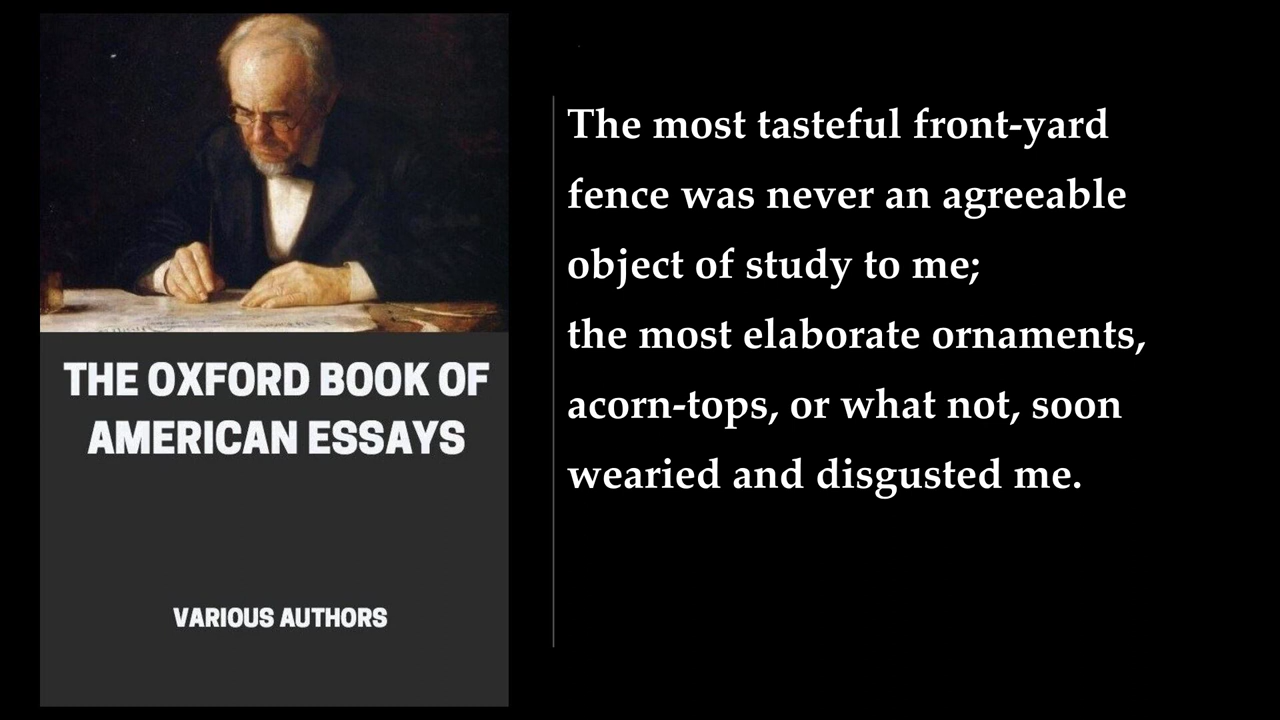 THE OXFORD BOOK OF
AMERICAN ESSAYS
VARIOUS AUTHORS
The most tasteful front-yard
fence was never an agreeable
object of study to me;
the most elaborate ornaments,
acorn-tops, or what not, soon
wearied and disgusted me.